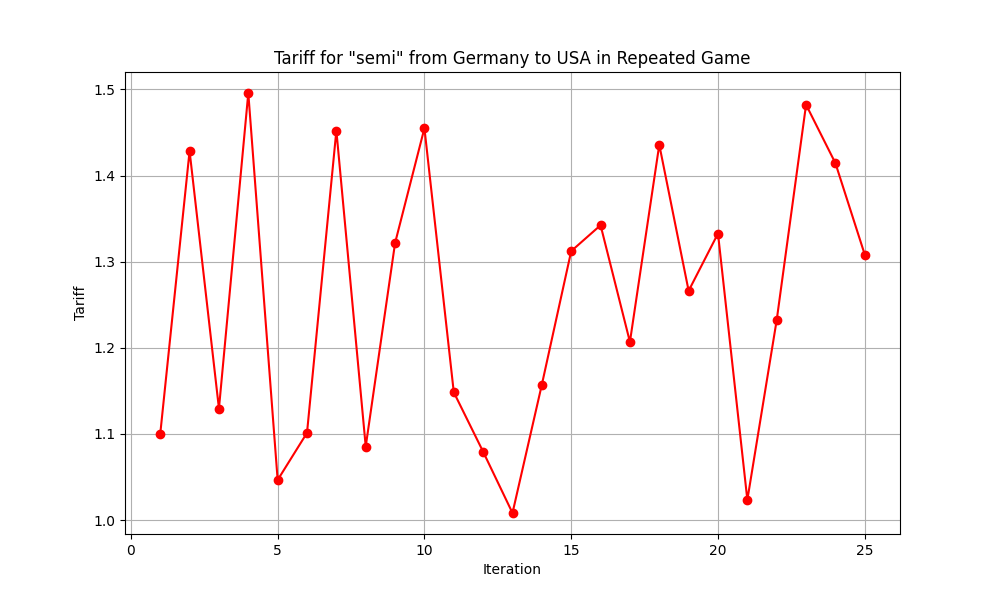 Tariff for "semi" from Germany to USA in Repeated Game
1.5
1.4
1.3
1.2
1.1
1.0
Tariff
0 5 10 15 20 25
Iteration